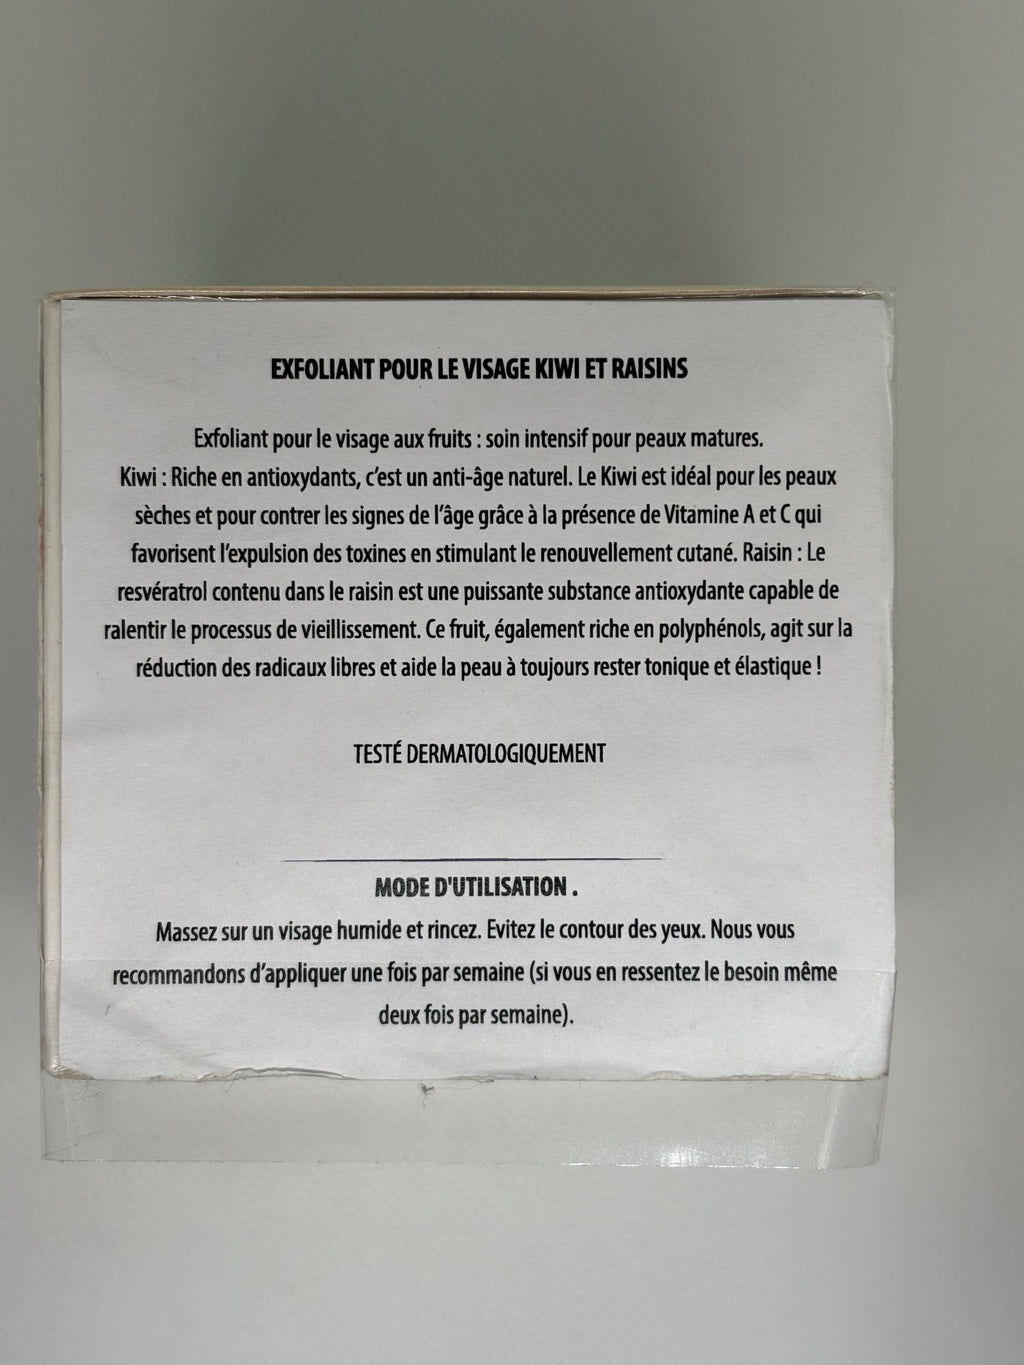 EXFOLIANT POUR LE VISAGE KIWI ET RAISINS
Exfoliant pour le visage aux fruits : soin intensif pour peaux matures.
Kiwi : Riche en antioxydants, c’est un anti-âge naturel. Le Kiwi est idéal pour les peaux
sèches et pour contrer les signes de l’âge grâce à la présence de Vitamine A et C qui
favorisent l’expulsion des toxines en stimulant le renouvellement cutané. Raisin : Le
resvératrol contenu dans le raisin est une puissante substance antioxydante capable de
ralentir le processus de vieillissement. Ce fruit, également riche en polyphénols, agit sur la
réduction des radicaux libres et aide la peau à toujours rester tonique et élastique !
TESTÉ DERMATOLOGIQUEMENT
MODE D'UTILISATION .
Massez sur un visage humide et rincez. Evitez le contour des yeux. Nous vous
recommandons d’appliquer une fois par semaine (si vous en ressentez le besoin même
deux fois par semaine).